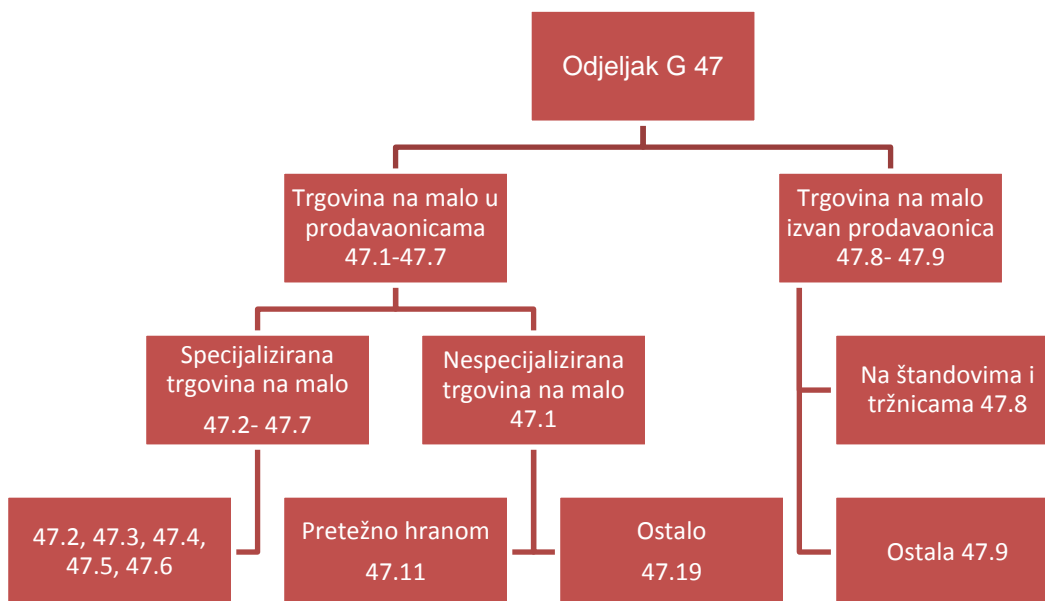 Odjeljak G 47
Trgovina na malo u
prodavaonicama
47.1-47.7
Trgovina na malo
izvan prodavaonica
47.8- 47.9
Specijalizirana
trgovina na malo
47.2- 47.7
Nespecijalizirana
trgovina na malo
47.1
Na štandovima i
tržnicama 47.8
47.2, 47.3, 47.4,
47.5, 47.6
Pretežno hranom
47.11
Ostalo
47.19
Ostala 47.9